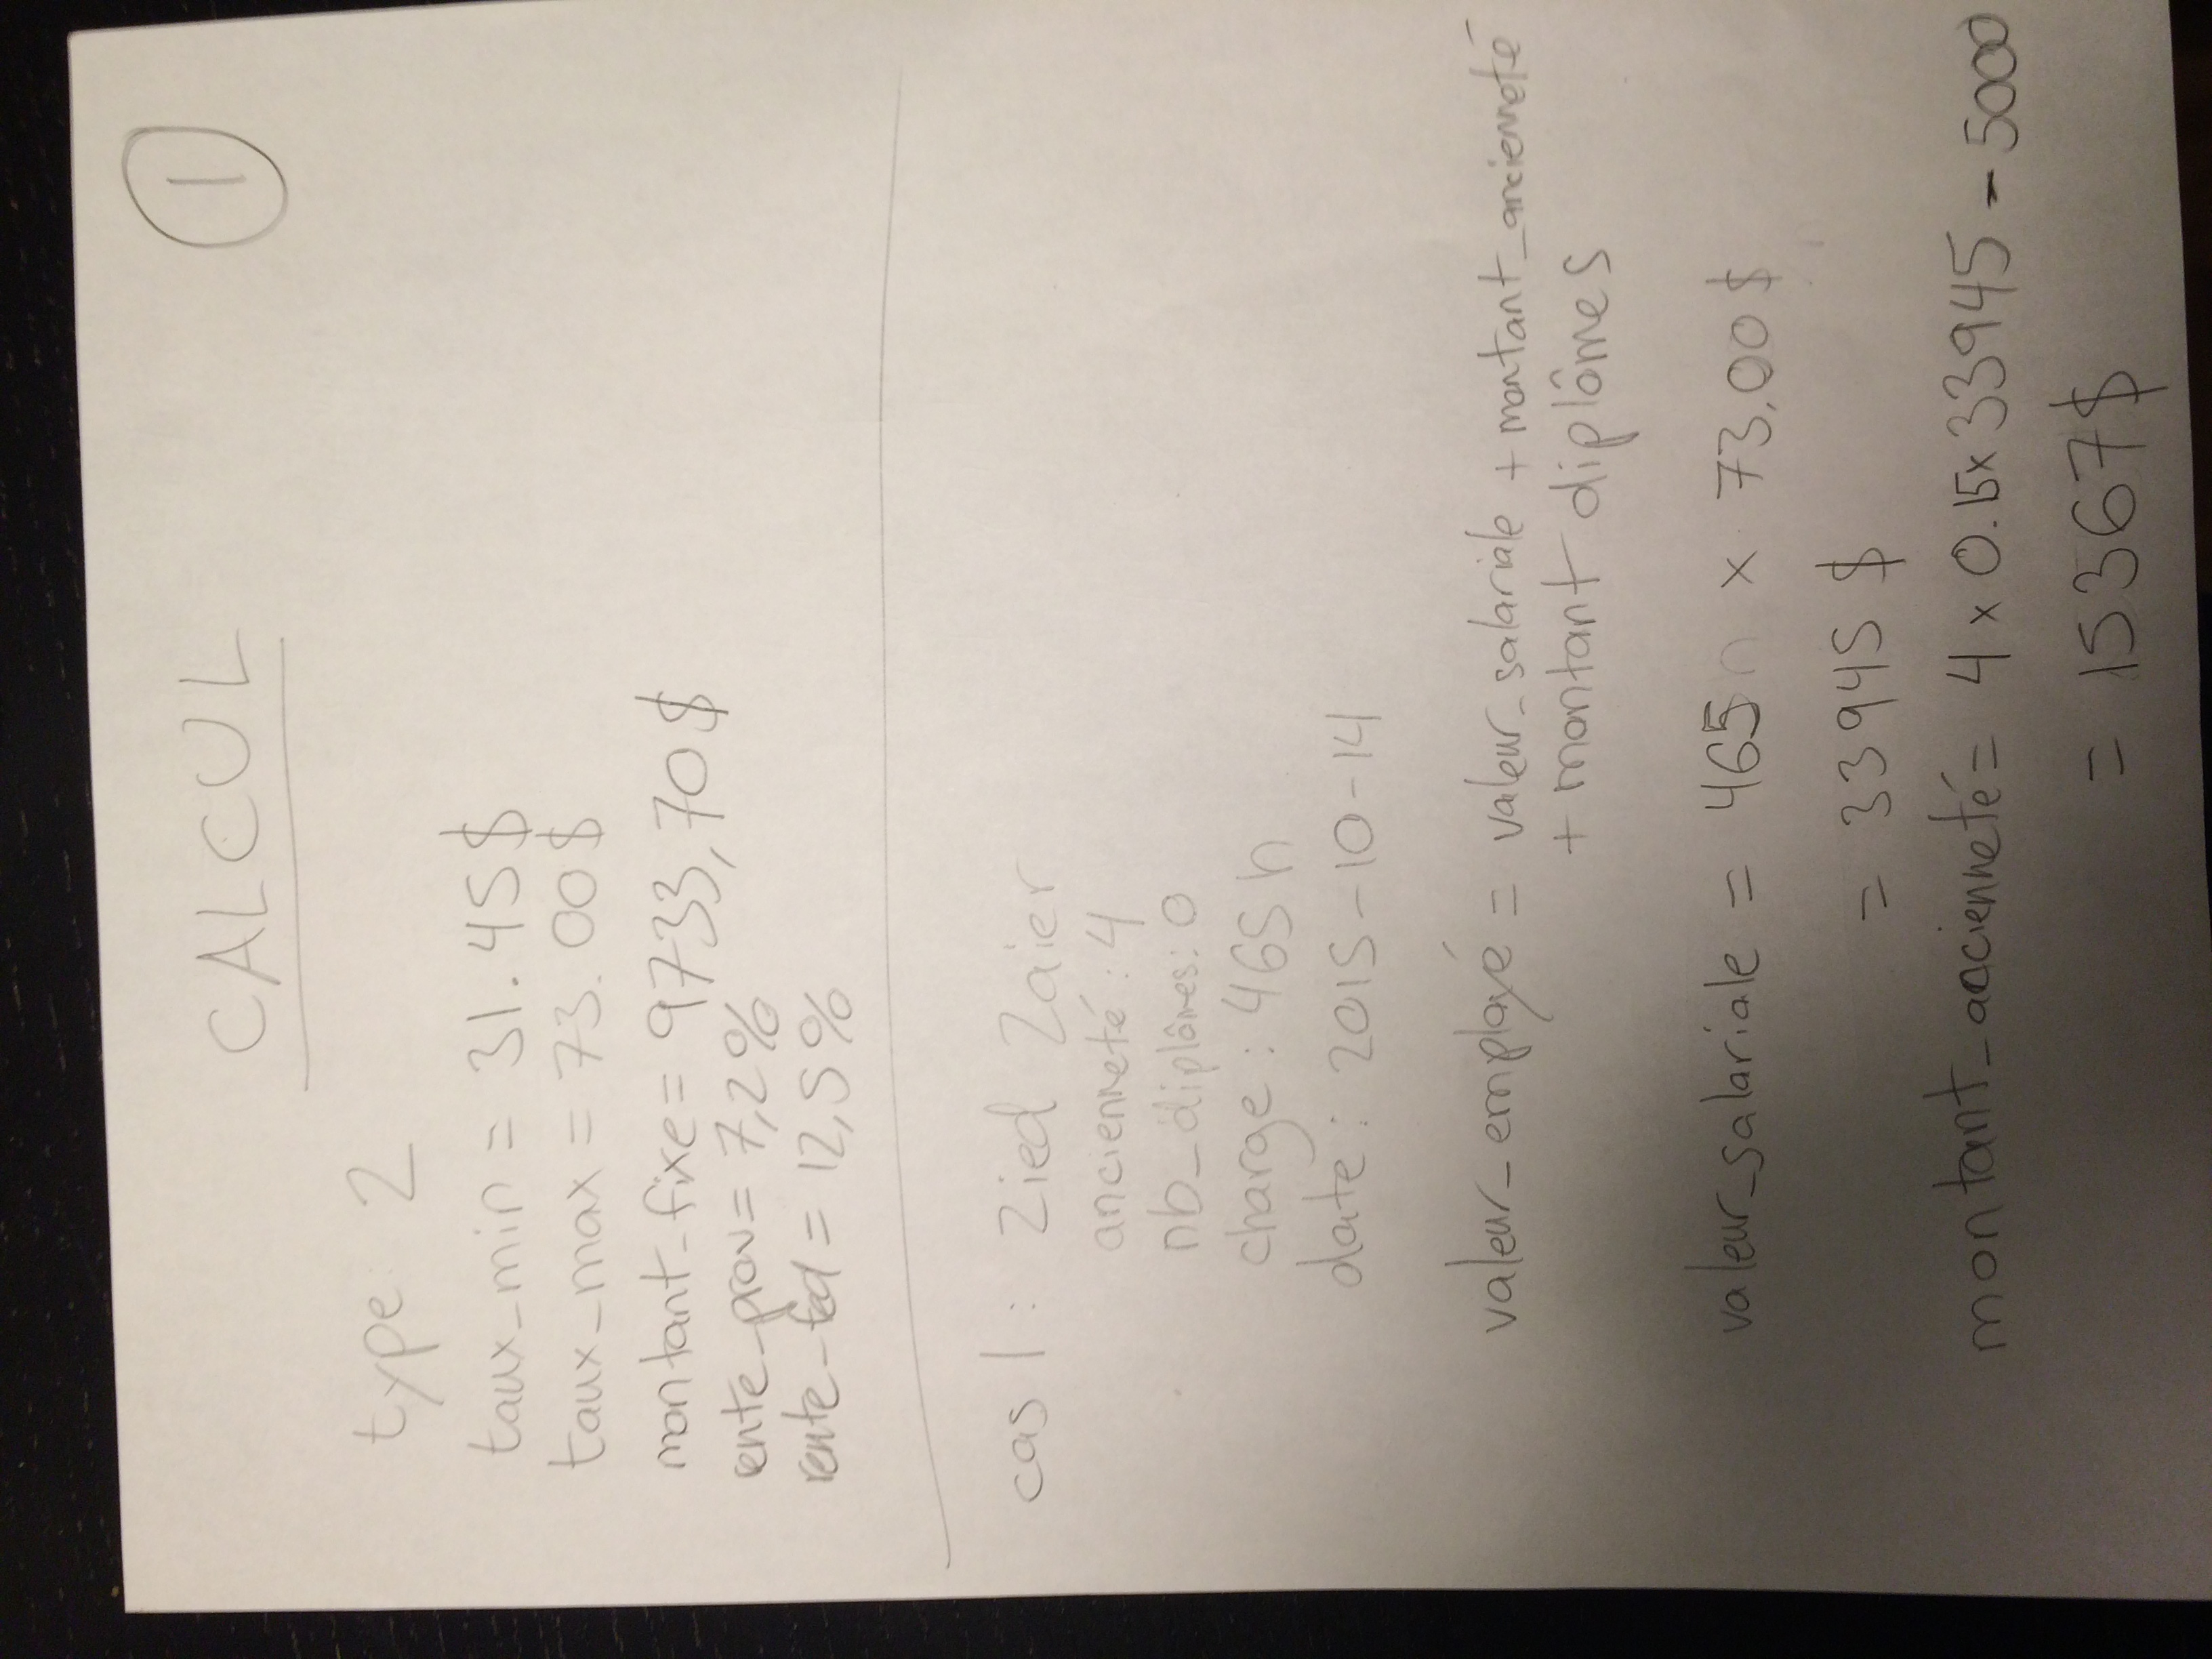 CALCUL
1
type: 2
taux_min = 31.45$
taux_max = 73.00$
montant_fixe = 9733,70$
rente_prov = 7,2%
rente_fed = 12,5%
cas 1 : Zied Zaier
ancienneté : 4
nb_diplômes: 0
charge : 465 h
date : 2015-10-14
valeur_employé = valeur_salariale + montant_ancienneté
+ montant diplômes
valeur_salariale = 465h x 73,00$
= 33945 $
montant_ancienneté = 4 x 0.15x 33945 - 5000
= 15367$